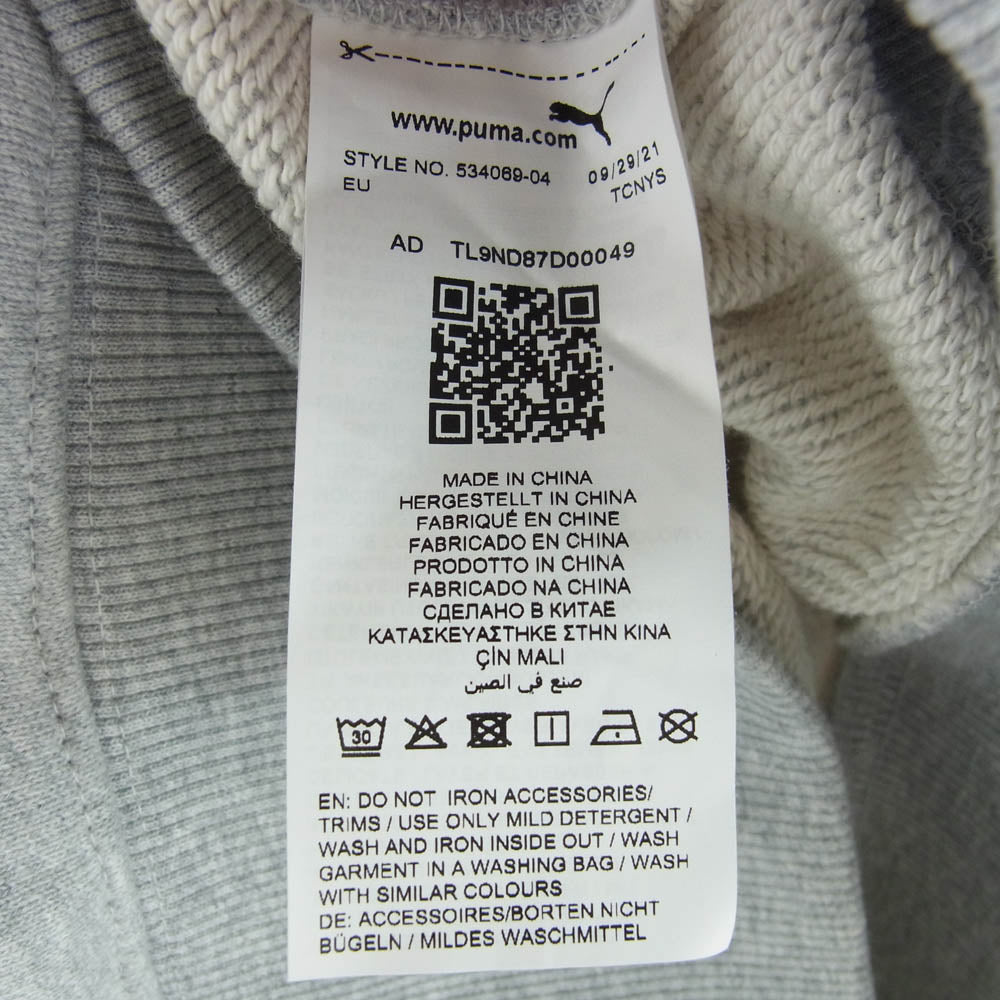 www.puma.com
STYLE NO. 534069-04 09/29/21
EU TCNYS
AD TL9ND87D00049
MADE IN CHINA
HERGESTELLT IN CHINA
FABRIQUÉ EN CHINE
FABRICADO EN CHINA
PRODOTTO IN CHINA
FABRICADO NA CHINA
СДЕЛАНО В КИТАЕ
ΚΑΤΑΣΚΕΥΑΣΤΗΚΕ ΣΤΗΝ ΚΙΝΑ
ÇİN MALI
صنع في الصين
30
EN: DO NOT IRON ACCESSORIES/
TRIMS / USE ONLY MILD DETERGENT /
WASH AND IRON INSIDE OUT / WASH
GARMENT IN A WASHING BAG / WASH
WITH SIMILAR COLOURS
DE: ACCESSOIRES/BORTEN NICHT
BÜGELN / MILDES WASCHMITTEL